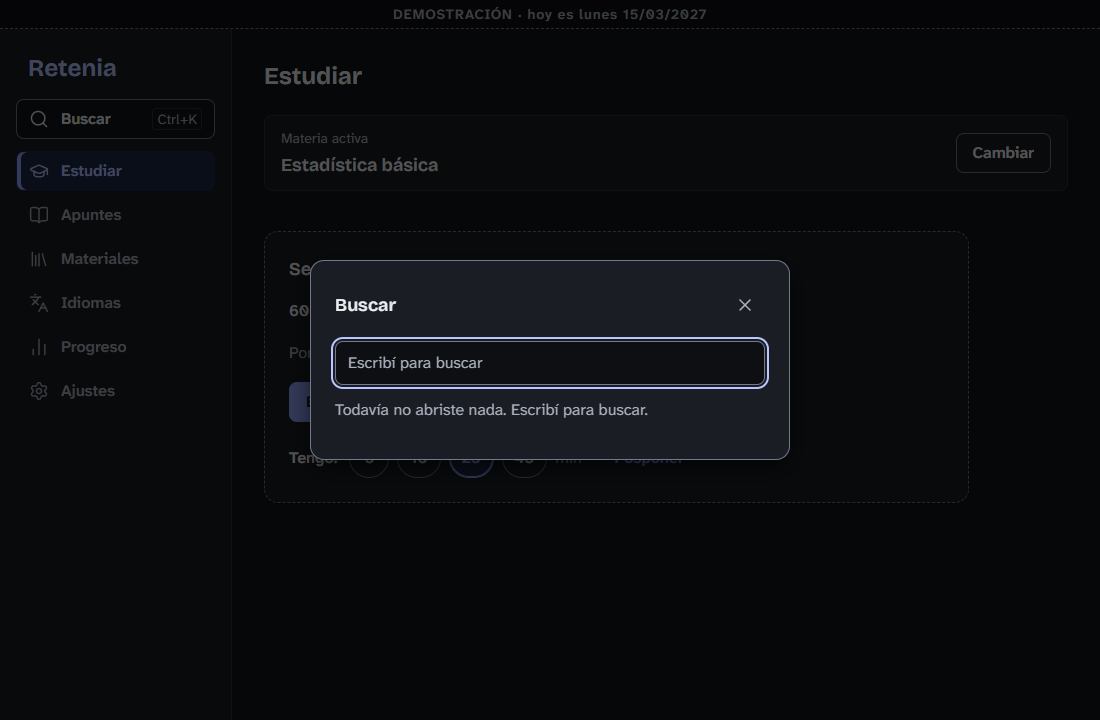 DEMOSTRACIÓN · hoy es lunes 15/03/2027
Retenia
Buscar Ctrl+K
Estudiar
Apuntes
Materiales
Idiomas
Progreso
Ajustes
Estudiar
Materia activa
Estadística básica
Cambiar
Buscar
Escribí para buscar
Todavía no abriste nada. Escribí para buscar.